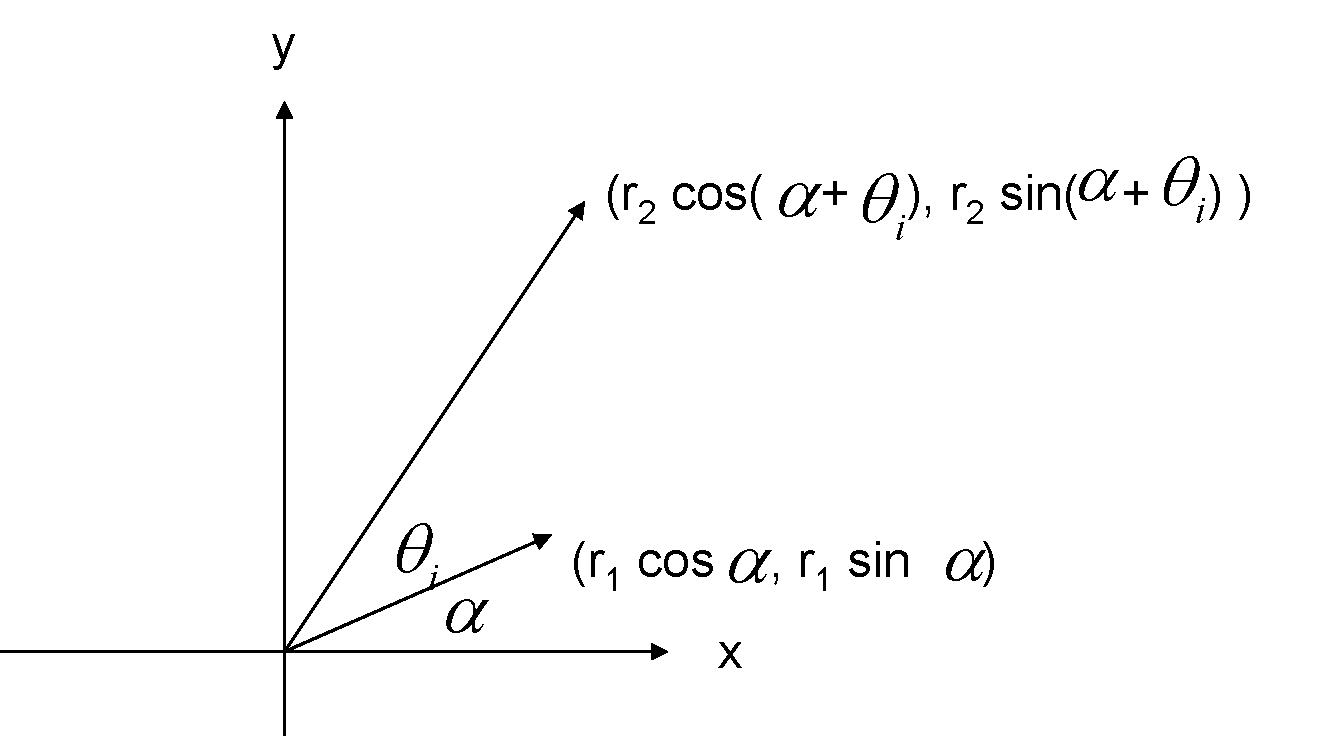 y
(r₂ cos( α+ θᵢ), r₂ sin(α+ θᵢ) )
θᵢ
(r₁ cos α, r₁ sin α)
α
x